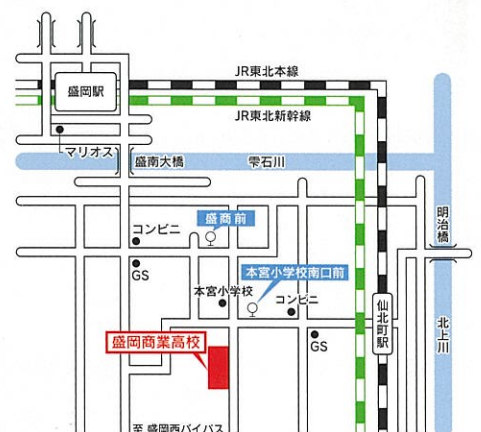 JR東北本線
盛岡駅
JR東北新幹線
マリオス
盛南大橋
雫石川
明治橋
盛商前
コンビニ
GS
本宮小学校南口前
本宮小学校
コンビニ
仙北町駅
北上川
盛岡商業高校
GS
至 盛岡西バイパス